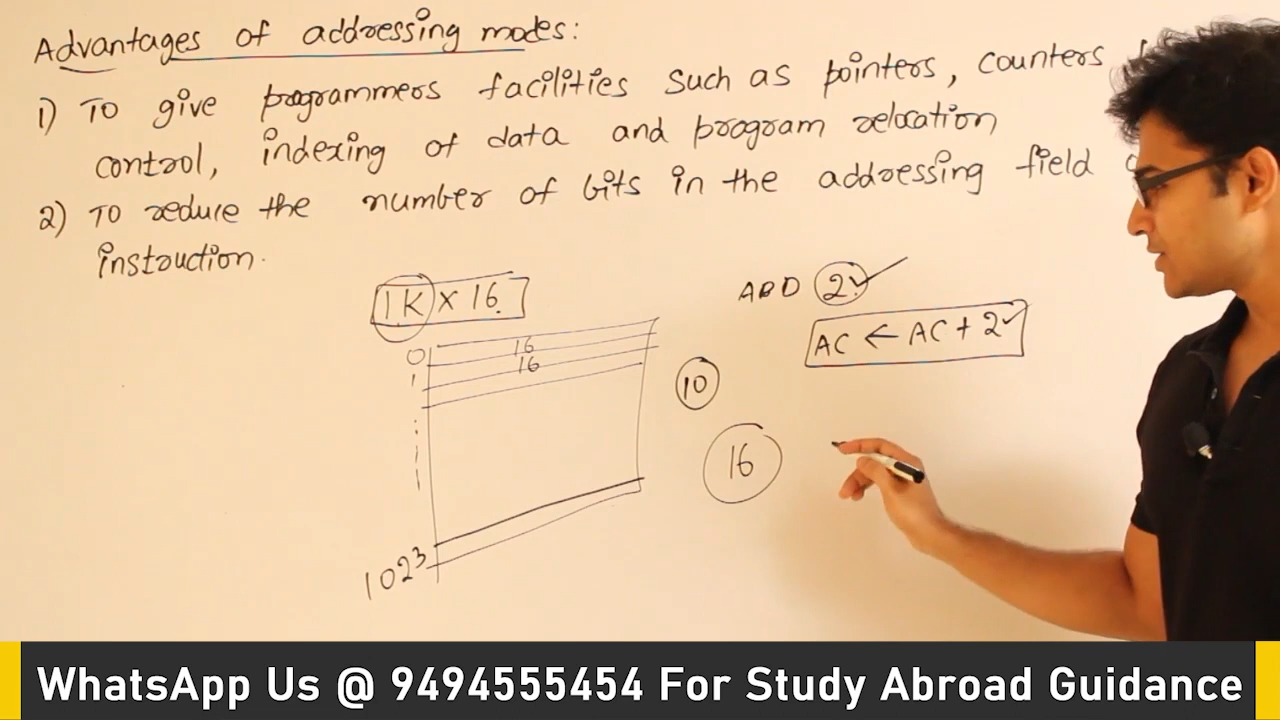 Advantages of addressing modes:
1) To give programmers facilities such as pointers, counters
control, indexing of data and program relocation
2) To reduce the number of bits in the addressing field
instruction.
1K X 16
ADD 2
AC ← AC + 2
0 16
1 16
10
16
1023
WhatsApp Us @ 9494555454 For Study Abroad Guidance